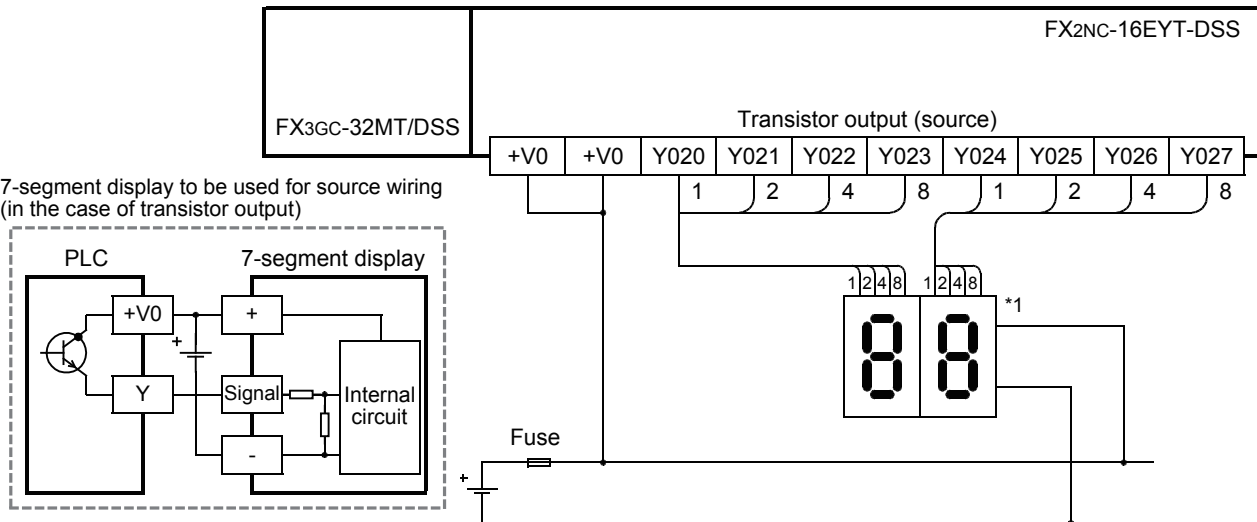 FX2NC-16EYT-DSS
FX3GC-32MT/DSS
Transistor output (source)
+V0 +V0 Y020 Y021 Y022 Y023 Y024 Y025 Y026 Y027
1 2 4 8 1 2 4 8
7-segment display to be used for source wiring
(in the case of transistor output)
PLC 7-segment display
+V0 +
+
Y Signal Internal
circuit
-
1 2 4 8 1 2 4 8
*1
Fuse
+